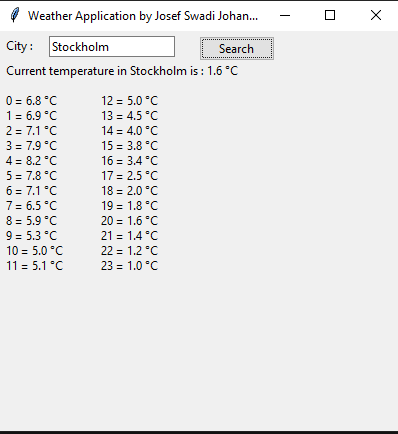 Weather Application by Josef Swadi Johan...
City : Stockholm Search
Current temperature in Stockholm is : 1.6 °C
0 = 6.8 °C 12 = 5.0 °C
1 = 6.9 °C 13 = 4.5 °C
2 = 7.1 °C 14 = 4.0 °C
3 = 7.9 °C 15 = 3.8 °C
4 = 8.2 °C 16 = 3.4 °C
5 = 7.8 °C 17 = 2.5 °C
6 = 7.1 °C 18 = 2.0 °C
7 = 6.5 °C 19 = 1.8 °C
8 = 5.9 °C 20 = 1.6 °C
9 = 5.3 °C 21 = 1.4 °C
10 = 5.0 °C 22 = 1.2 °C
11 = 5.1 °C 23 = 1.0 °C